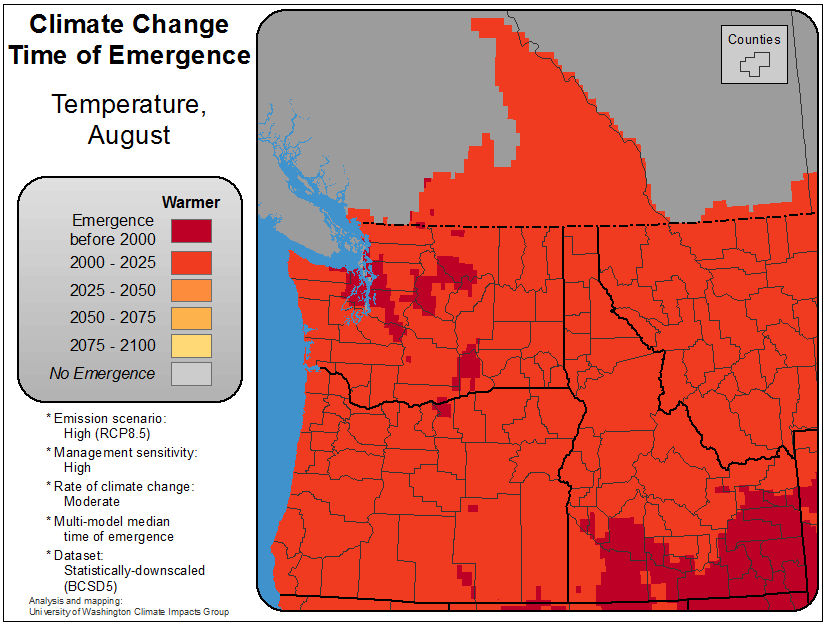 Climate Change
Time of Emergence
Temperature,
August
Counties
Warmer
Emergence
before 2000
2000 - 2025
2025 - 2050
2050 - 2075
2075 - 2100
No Emergence
* Emission scenario:
High (RCP8.5)
* Management sensitivity:
High
* Rate of climate change:
Moderate
* Multi-model median
time of emergence
* Dataset:
Statistically-downscaled
(BCSD5)
Analysis and mapping:
University of Washington Climate Impacts Group